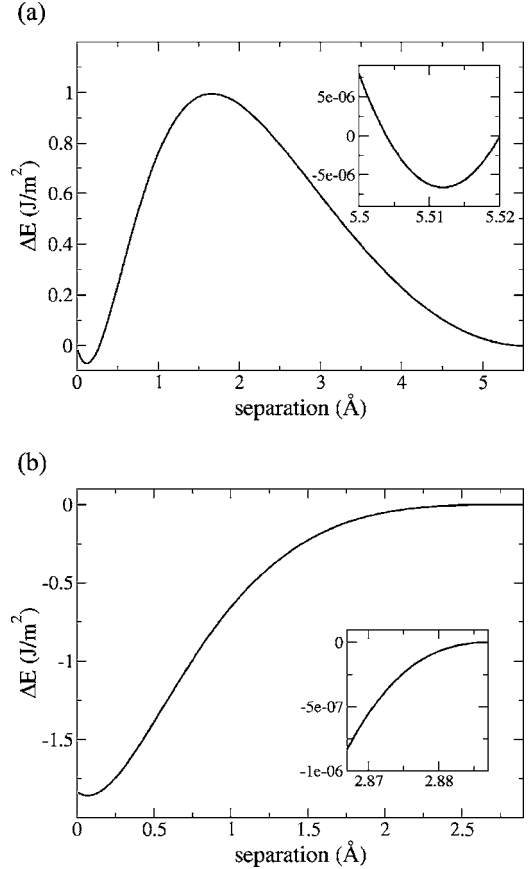 (a)
1
0.8
0.6
0.4
0.2
0
ΔE (J/m²)
5e-06
0
-5e-06
5.5 5.51 5.52
0 1 2 3 4 5
separation (Å)
(b)
0
-0.5
-1
-1.5
ΔE (J/m²)
0
-5e-07
-1e-06
2.87 2.88
0 0.5 1 1.5 2 2.5
separation (Å)